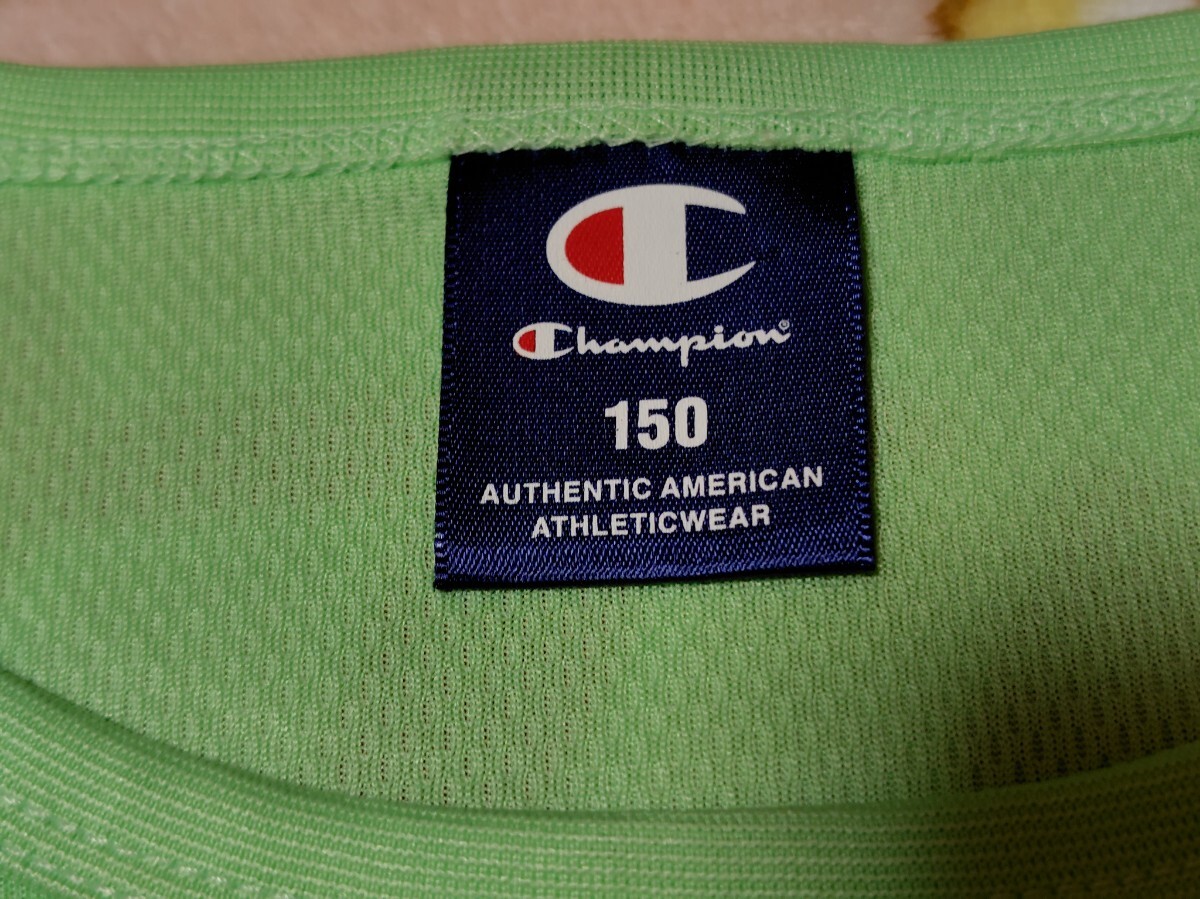 Champion®
150
AUTHENTIC AMERICAN
ATHLETICWEAR